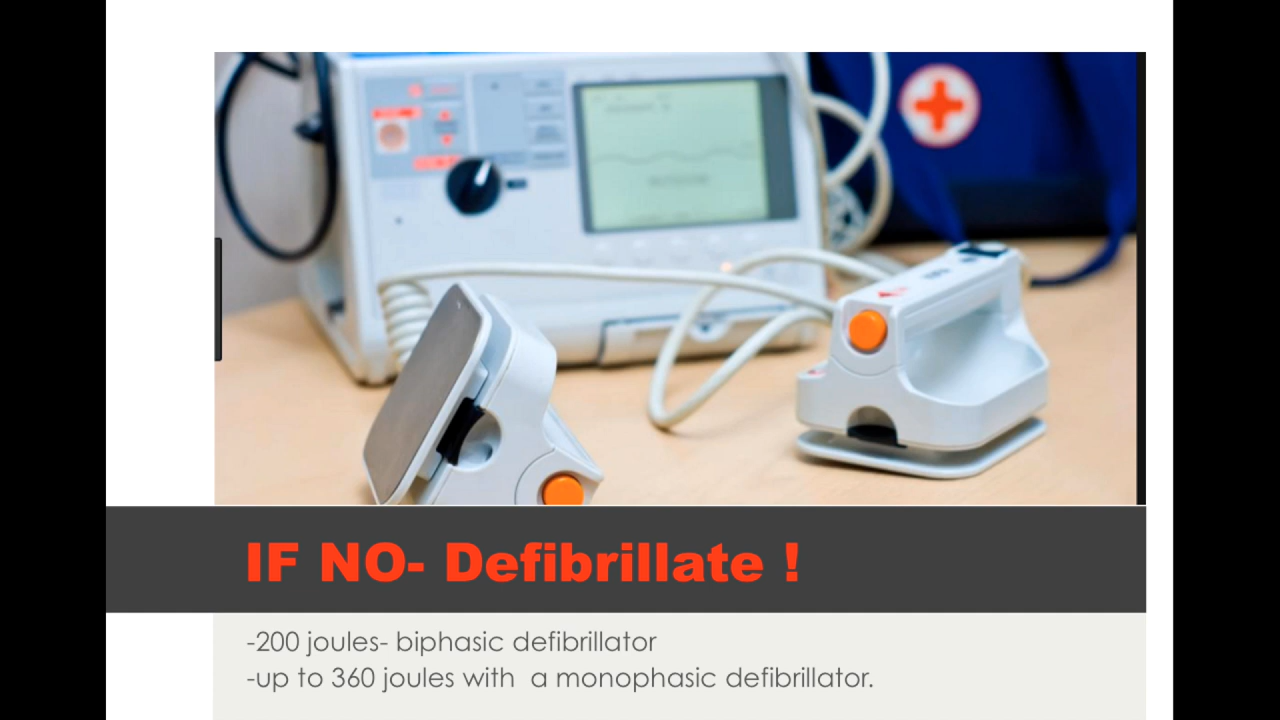 IF NO- Defibrillate !
-200 joules- biphasic defibrillator
-up to 360 joules with  a monophasic defibrillator.